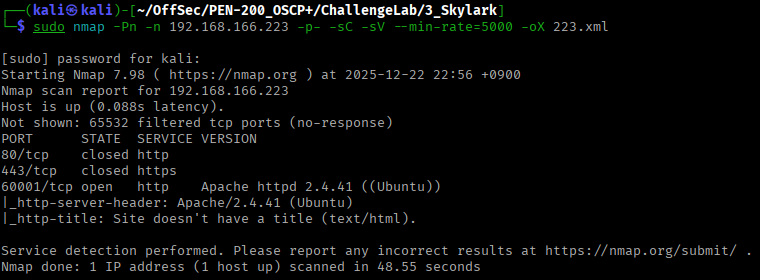 ┌──(kali㉿kali)-[~/OffSec/PEN-200_OSCP+/ChallengeLab/3_Skylark]
└─$ sudo nmap -Pn -n 192.168.166.223 -p- -sC -sV --min-rate=5000 -oX 223.xml
[sudo] password for kali:
Starting Nmap 7.98 ( https://nmap.org ) at 2025-12-22 22:56 +0900
Nmap scan report for 192.168.166.223
Host is up (0.088s latency).
Not shown: 65532 filtered tcp ports (no-response)
PORT      STATE  SERVICE VERSION
80/tcp    closed http
443/tcp   closed https
60001/tcp open   http    Apache httpd 2.4.41 ((Ubuntu))
|_http-server-header: Apache/2.4.41 (Ubuntu)
|_http-title: Site doesn't have a title (text/html).
Service detection performed. Please report any incorrect results at https://nmap.org/submit/ .
Nmap done: 1 IP address (1 host up) scanned in 48.55 seconds